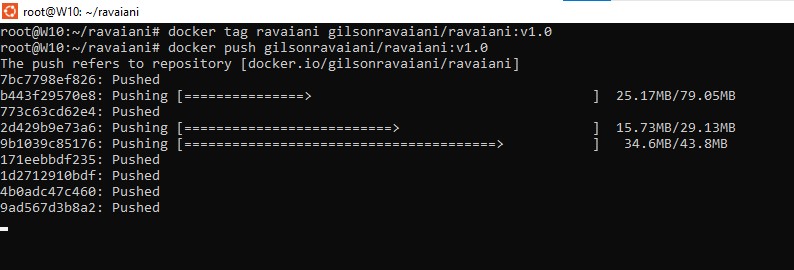 root@W10: ~/ravaiani
root@W10:~/ravaiani# docker tag ravaiani gilsonravaiani/ravaiani:v1.0
root@W10:~/ravaiani# docker push gilsonravaiani/ravaiani:v1.0
The push refers to repository [docker.io/gilsonravaiani/ravaiani]
7bc7798ef826: Pushed
b443f29570e8: Pushing [===============>                                   ]  25.17MB/79.05MB
773c63cd62e4: Pushed
2d429b9e73a6: Pushing [==========================>                        ]  15.73MB/29.13MB
9b1039c85176: Pushing [=======================================>           ]   34.6MB/43.8MB
171eebbdf235: Pushed
1d2712910bdf: Pushed
4b0adc47c460: Pushed
9ad567d3b8a2: Pushed